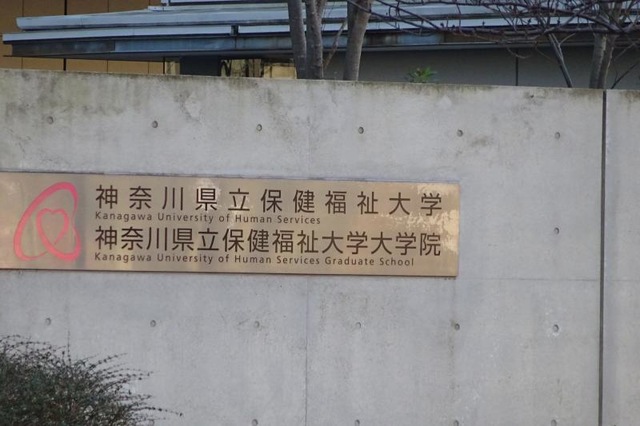 神奈川県立保健福祉大学
Kanagawa University of Human Services
神奈川県立保健福祉大学大学院
Kanagawa University of Human Services Graduate School